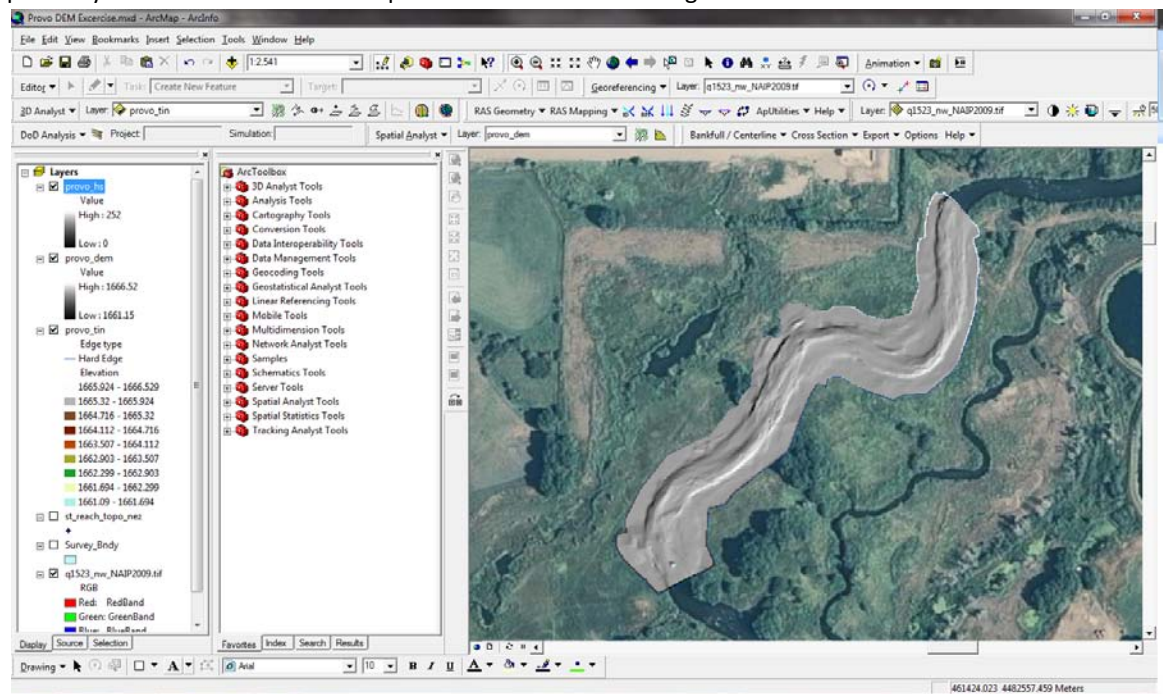 Provo DEM Excercise.mxd - ArcMap - ArcInfo
File Edit View Bookmarks Insert Selection Tools Window Help
1:2,541 Animation
Editor Task: Create New Feature Target: Georeferencing Layer: q1523_nw_NAIP2009.tif
3D Analyst Layer: provo_tin RAS Geometry RAS Mapping ApUtilities Help Layer: q1523_nw_NAIP2009.tif
DoD Analysis Project: Simulation: Spatial Analyst Layer: provo_dem Bankfull / Centerline Cross Section Export Options Help
Layers
provo_hs
Value
High : 252
Low : 0
provo_dem
Value
High : 1666.52
Low : 1661.15
provo_tin
Edge type
Hard Edge
Elevation
1665.924 - 1666.529
1665.32 - 1665.924
1664.716 - 1665.32
1664.112 - 1664.716
1663.507 - 1664.112
1662.903 - 1663.507
1662.299 - 1662.903
1661.694 - 1662.299
1661.09 - 1661.694
st_reach_topo_nez
Survey_Bndy
q1523_nw_NAIP2009.tif
RGB
Red: RedBand
Green: GreenBand
Blue: BlueBand
Display Source Selection
ArcToolbox
3D Analyst Tools
Analysis Tools
Cartography Tools
Conversion Tools
Data Interoperability Tools
Data Management Tools
Geocoding Tools
Geostatistical Analyst Tools
Linear Referencing Tools
Mobile Tools
Multidimension Tools
Network Analyst Tools
Samples
Schematics Tools
Server Tools
Spatial Analyst Tools
Spatial Statistics Tools
Tracking Analyst Tools
Favorites Index Search Results
Drawing A Arial 10 B I U A
461424.023 4482557.459 Meters